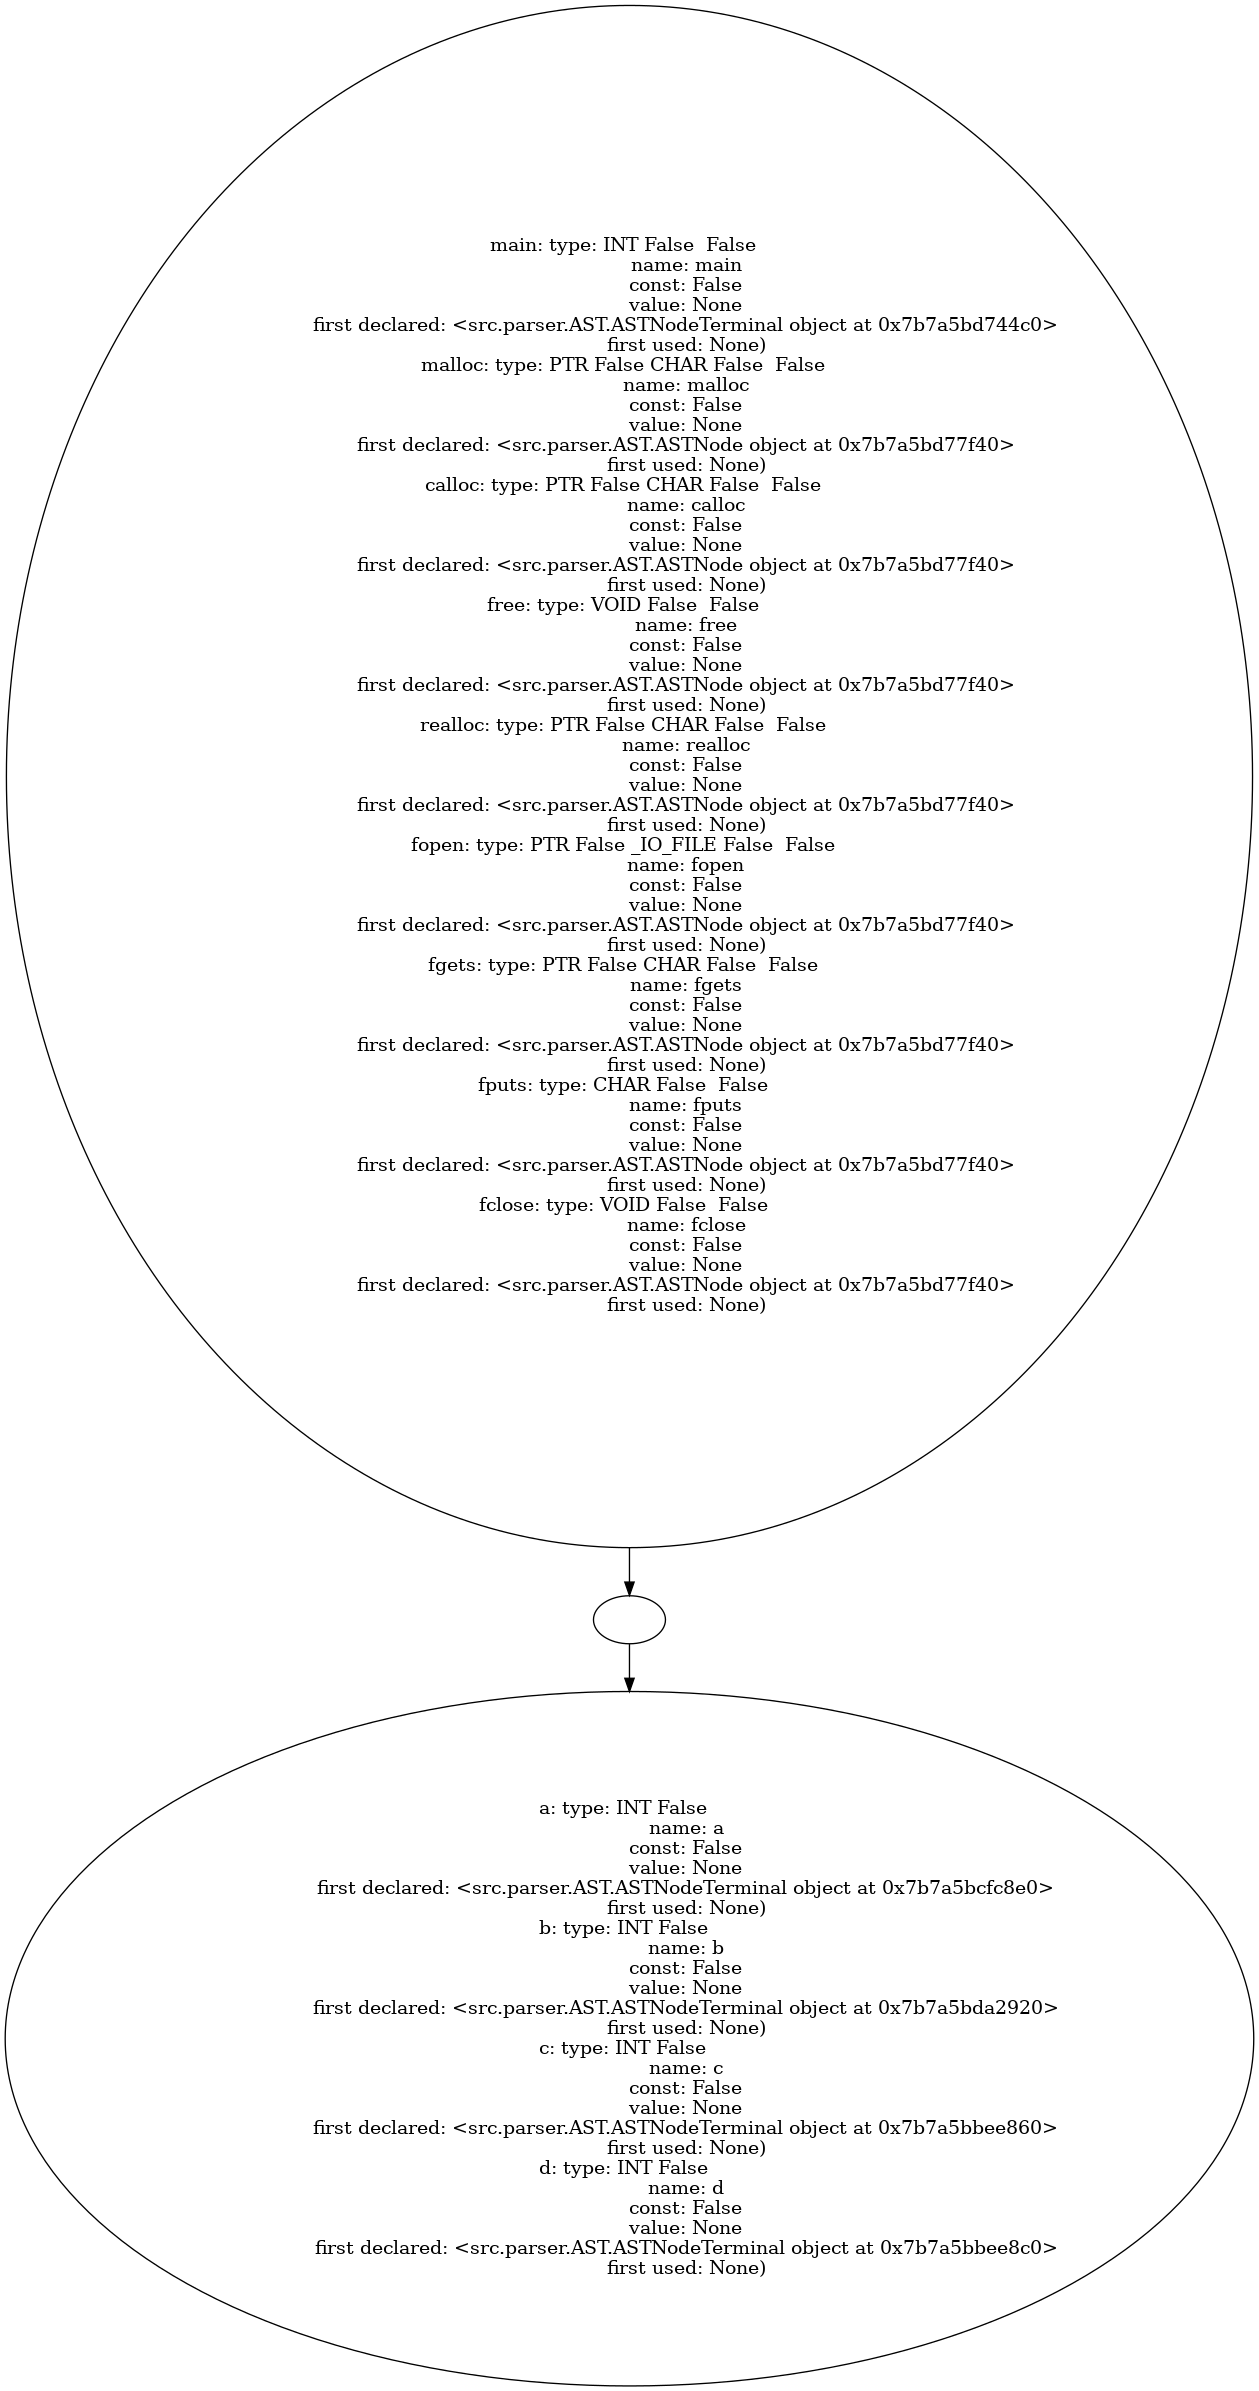 main: type: INT False  False
name: main
const: False
value: None
first declared: <src.parser.AST.ASTNodeTerminal object at 0x7b7a5bd744c0>
first used: None)
malloc: type: PTR False CHAR False  False
name: malloc
const: False
value: None
first declared: <src.parser.AST.ASTNode object at 0x7b7a5bd77f40>
first used: None)
calloc: type: PTR False CHAR False  False
name: calloc
const: False
value: None
first declared: <src.parser.AST.ASTNode object at 0x7b7a5bd77f40>
first used: None)
free: type: VOID False  False
name: free
const: False
value: None
first declared: <src.parser.AST.ASTNode object at 0x7b7a5bd77f40>
first used: None)
realloc: type: PTR False CHAR False  False
name: realloc
const: False
value: None
first declared: <src.parser.AST.ASTNode object at 0x7b7a5bd77f40>
first used: None)
fopen: type: PTR False _IO_FILE False  False
name: fopen
const: False
value: None
first declared: <src.parser.AST.ASTNode object at 0x7b7a5bd77f40>
first used: None)
fgets: type: PTR False CHAR False  False
name: fgets
const: False
value: None
first declared: <src.parser.AST.ASTNode object at 0x7b7a5bd77f40>
first used: None)
fputs: type: CHAR False  False
name: fputs
const: False
value: None
first declared: <src.parser.AST.ASTNode object at 0x7b7a5bd77f40>
first used: None)
fclose: type: VOID False  False
name: fclose
const: False
value: None
first declared: <src.parser.AST.ASTNode object at 0x7b7a5bd77f40>
first used: None)
a: type: INT False
name: a
const: False
value: None
first declared: <src.parser.AST.ASTNodeTerminal object at 0x7b7a5bcfc8e0>
first used: None)
b: type: INT False
name: b
const: False
value: None
first declared: <src.parser.AST.ASTNodeTerminal object at 0x7b7a5bda2920>
first used: None)
c: type: INT False
name: c
const: False
value: None
first declared: <src.parser.AST.ASTNodeTerminal object at 0x7b7a5bbee860>
first used: None)
d: type: INT False
name: d
const: False
value: None
first declared: <src.parser.AST.ASTNodeTerminal object at 0x7b7a5bbee8c0>
first used: None)